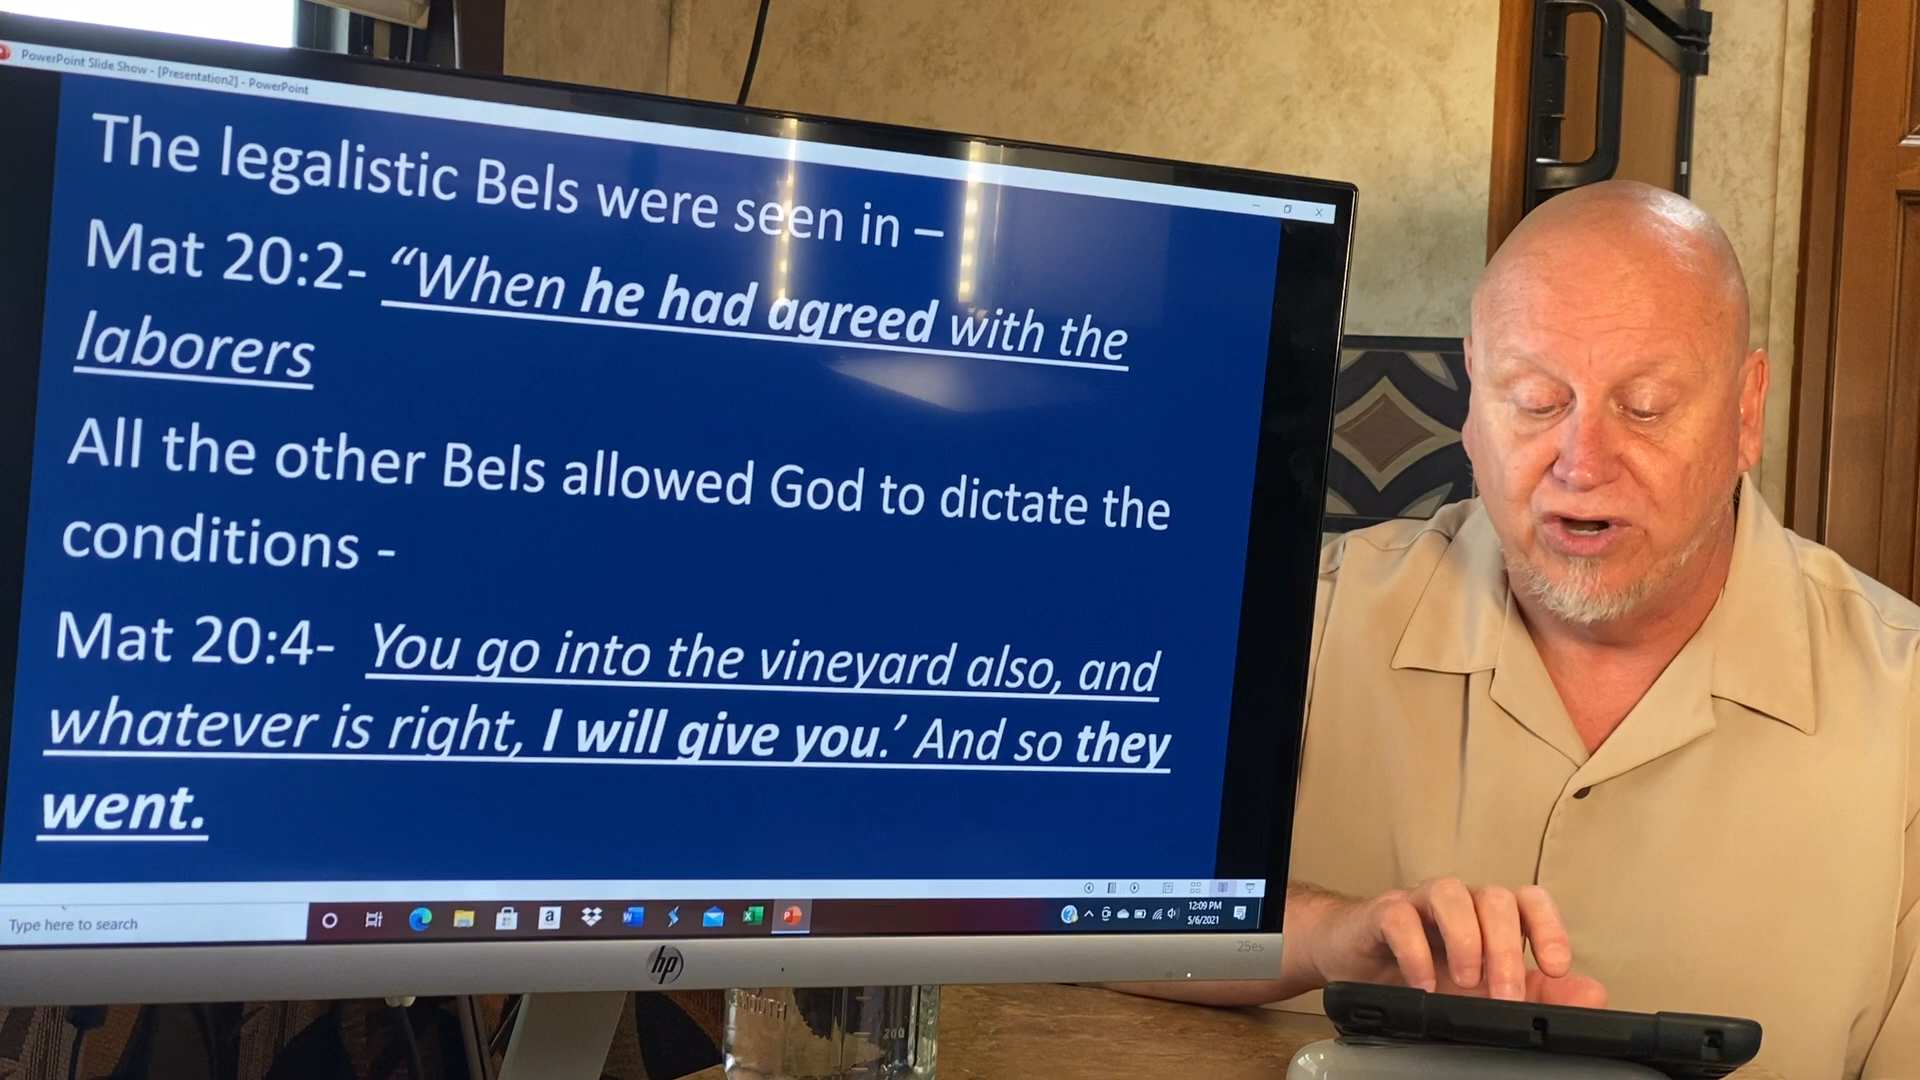 PowerPoint Slide Show - [Presentation2] - PowerPoint
The legalistic Bels were seen in –
Mat 20:2- “When he had agreed with the
laborers
All the other Bels allowed God to dictate the
conditions -
Mat 20:4- You go into the vineyard also, and
whatever is right, I will give you.’ And so they
went.
Type here to search
12:09 PM
5/6/2021
hp
25es
200